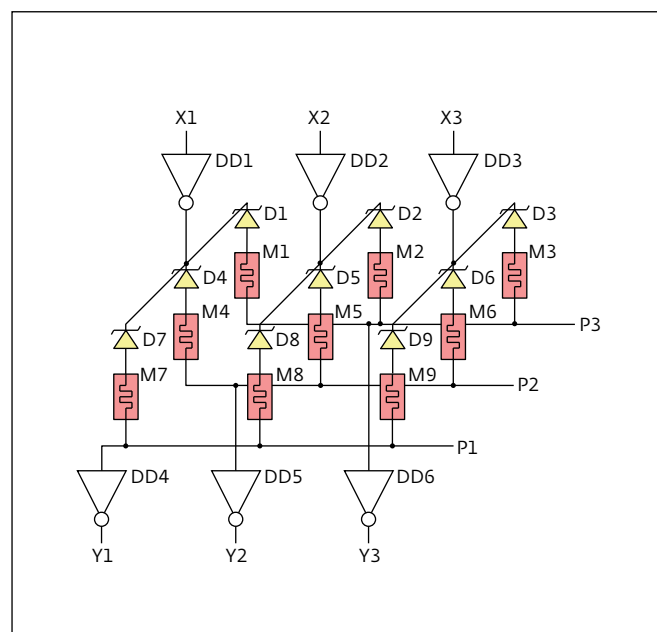 X1 X2 X3
DD1 DD2 DD3
D1 D2 D3
M1 M2 M3
D4 D5 D6
M4 M5 M6
P3
D7 D8 D9
M7 M8 M9
P2
P1
DD4 DD5 DD6
Y1 Y2 Y3